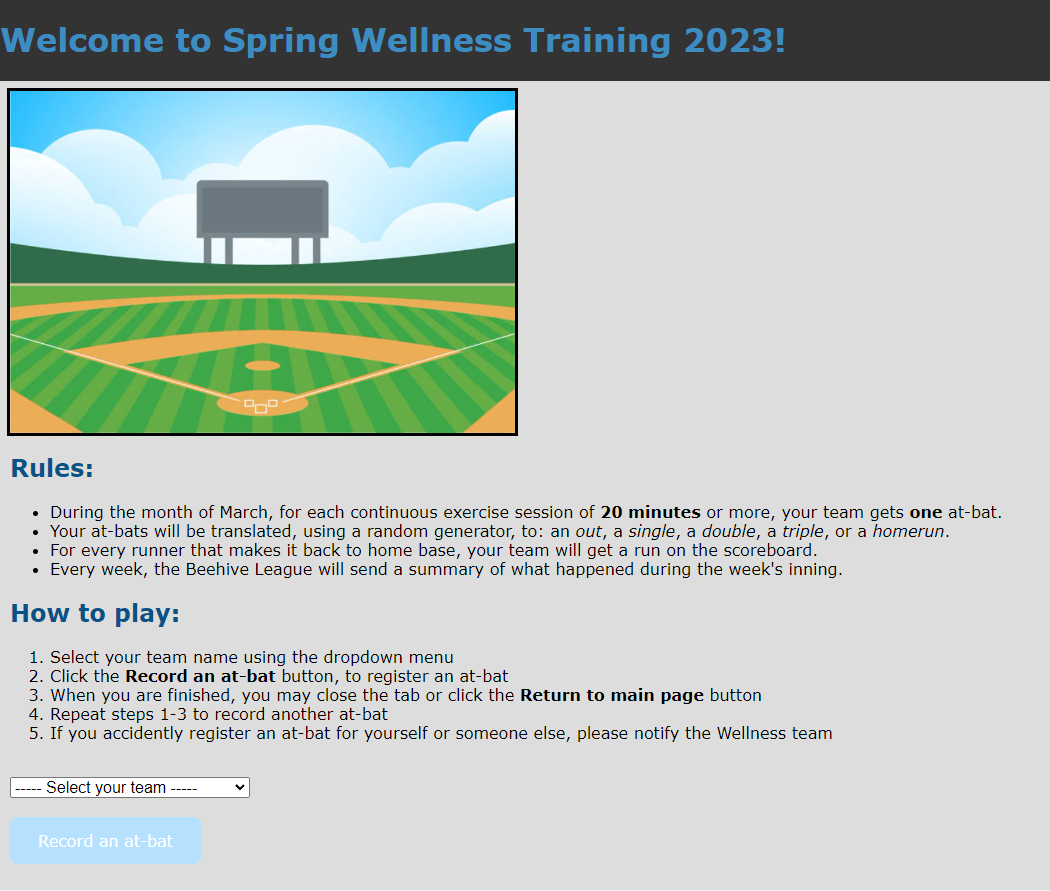 Welcome to Spring Wellness Training 2023!
Rules:
• During the month of March, for each continuous exercise session of 20 minutes or more, your team gets one at-bat.
• Your at-bats will be translated, using a random generator, to: an out, a single, a double, a triple, or a homerun.
• For every runner that makes it back to home base, your team will get a run on the scoreboard.
• Every week, the Beehive League will send a summary of what happened during the week's inning.
How to play:
1. Select your team name using the dropdown menu
2. Click the Record an at-bat button, to register an at-bat
3. When you are finished, you may close the tab or click the Return to main page button
4. Repeat steps 1-3 to record another at-bat
5. If you accidently register an at-bat for yourself or someone else, please notify the Wellness team
----- Select your team -----
Record an at-bat